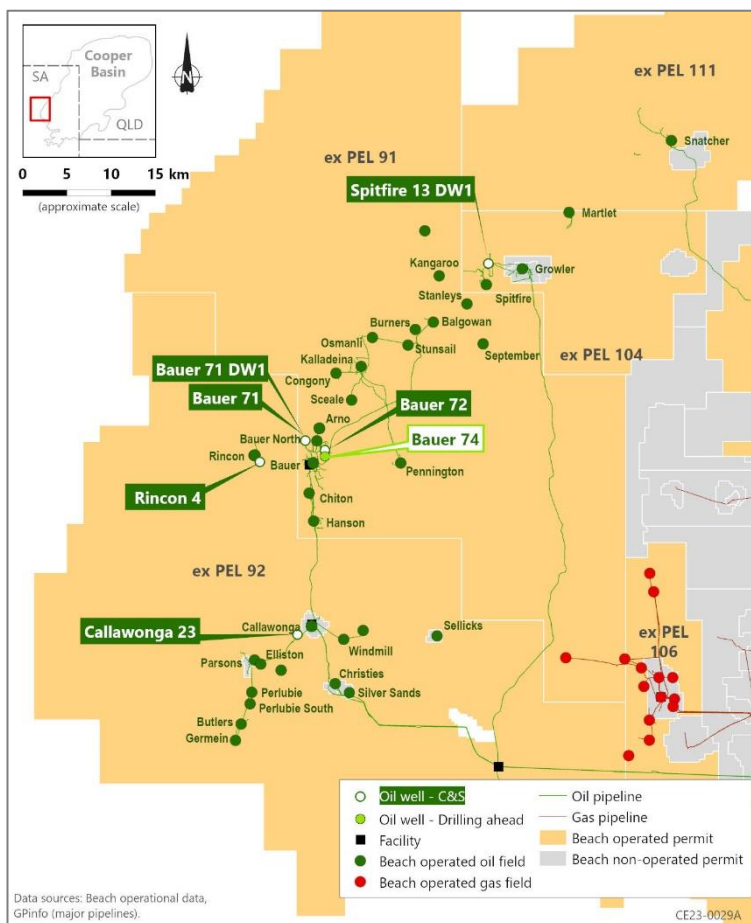 Cooper
Basin
SA
QLD
N
0 5 10 15 km
(approximate scale)
ex PEL 111
Snatcher
ex PEL 91
Spitfire 13 DW1
Martlet
Kangaroo
Growler
Stanleys
Spitfire
Burners
Balgowan
Osmanli
Stunsail
September
ex PEL 104
Kalladeina
Bauer 71 DW1
Congony
Bauer 71
Sceale
Bauer 72
Arno
Bauer North
Bauer 74
Rincon
Bauer
Pennington
Rincon 4
Chiton
Hanson
ex PEL 92
Callawonga 23
Callawonga
Sellicks
ex PEL
106
Windmill
Elliston
Parsons
Christies
Perlubie
Silver Sands
Perlubie South
Butlers
Germein
Oil well - C&S
Oil well - Drilling ahead
Facility
Beach operated oil field
Beach operated gas field
Oil pipeline
Gas pipeline
Beach operated permit
Beach non-operated permit
Data sources: Beach operational data,
GPinfo (major pipelines).
CE23-0029A